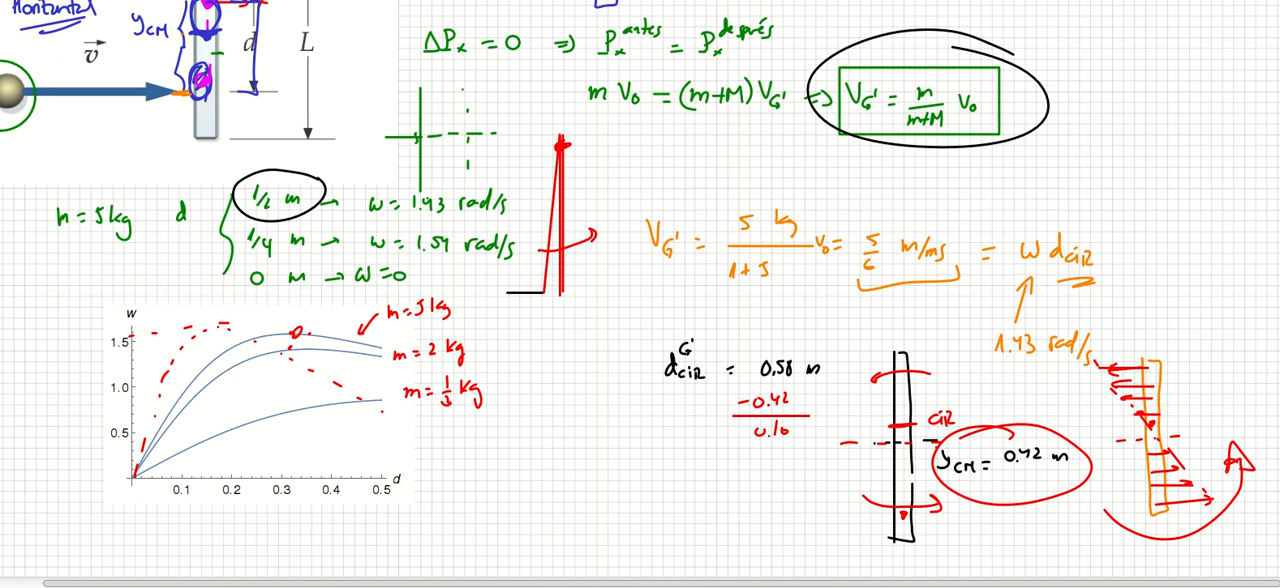 Horizontal
y_CM
d
L
v
ΔP_x = 0 ⇒ P_x^antes = P_x^después
m V_0 = (m+M) V_G' ⇒ V_G' = m/(m+M) V_0
m = 5 kg
d
1/2 m → ω = 1.43 rad/s
1/4 m → ω = 1.54 rad/s
0 m → ω = 0
V_G' = 5 kg/(1+5) V_0 = 5/6 m/ms = ω d_CIR
1.43 rad/s
w
1.5
1.0
0.5
0.1 0.2 0.3 0.4 0.5 d
m = 5 kg
m = 2 kg
m = 1/3 kg
d_CIR^G' = 0,58 m
-0.42
0.16
CIR
y_CM = 0.42 m